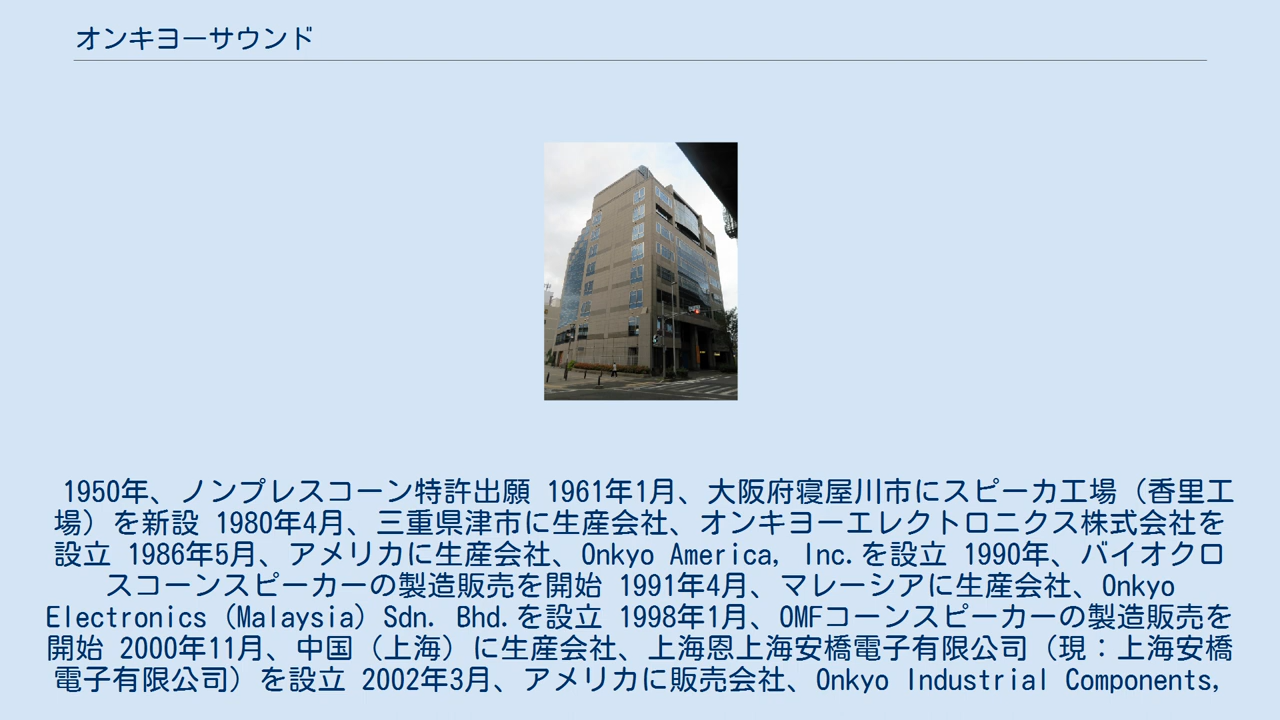 オンキヨーサウンド
1950年、ノンプレスコーン特許出願 1961年1月、大阪府寝屋川市にスピーカ工場（香里工
場）を新設 1980年4月、三重県津市に生産会社、オンキヨーエレクトロニクス株式会社を
設立 1986年5月、アメリカに生産会社、Onkyo America, Inc.を設立 1990年、バイオクロ
スコーンスピーカーの製造販売を開始 1991年4月、マレーシアに生産会社、Onkyo
Electronics (Malaysia) Sdn. Bhd.を設立 1998年1月、OMFコーンスピーカーの製造販売を
開始 2000年11月、中国（上海）に生産会社、上海恩上海安橋電子有限公司（現：上海安橋
電子有限公司）を設立 2002年3月、アメリカに販売会社、Onkyo Industrial Components,